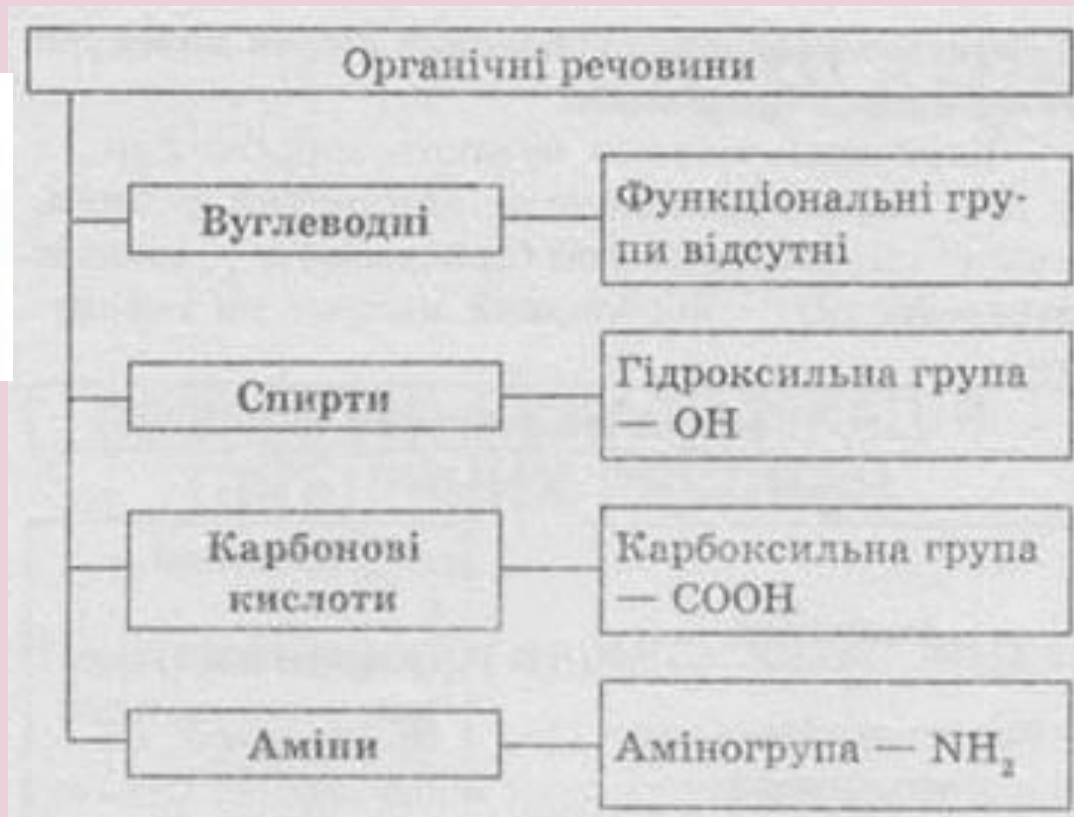 Органічні речовини
Вуглеводні
Функціональні гру-
пи відсутні
Спирти
Гідроксильна група
— OH
Карбонові
кислоти
Карбоксильна група
— COOH
Аміни
Аміногрупа — NH₂